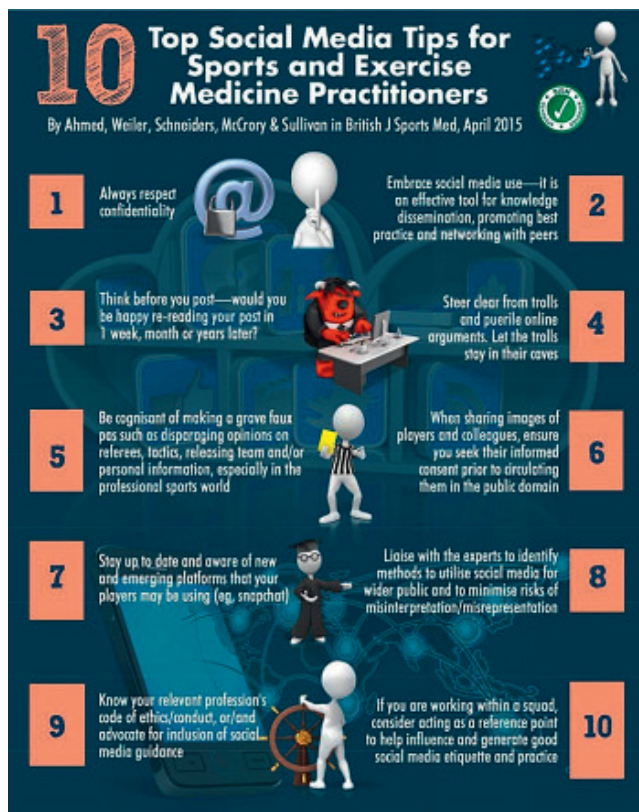 10
Top Social Media Tips for
Sports and Exercise
Medicine Practitioners
By Ahmed, Weiler, Schneiders, McCrory & Sullivan in British J Sports Med, April 2015
1
Always respect
confidentiality
@
2
Embrace social media use—it is
an effective tool for knowledge
dissemination, promoting best
practice and networking with peers
3
Think before you post—would you
be happy re-reading your post in
1 week, month or years later?
4
Steer clear from trolls
and puerile online
arguments. Let the trolls
stay in their caves
5
Be cognisant of making a grave faux
pas such as disparaging opinions on
referees, tactics, releasing team and/or
personal information, especially in the
professional sports world
6
When sharing images of
players and colleagues, ensure
you seek their informed
consent prior to circulating
them in the public domain
7
Stay up to date and aware of new
and emerging platforms that your
players may be using (eg, snapchat)
8
Liaise with the experts to identify
methods to utilise social media for
wider public and to minimise risks of
misinterpretation/misrepresentation
9
Know your relevant profession's
code of ethics/conduct, or/and
advocate for inclusion of social
media guidance
10
If you are working within a squad,
consider acting as a reference point
to help influence and generate good
social media etiquette and practice